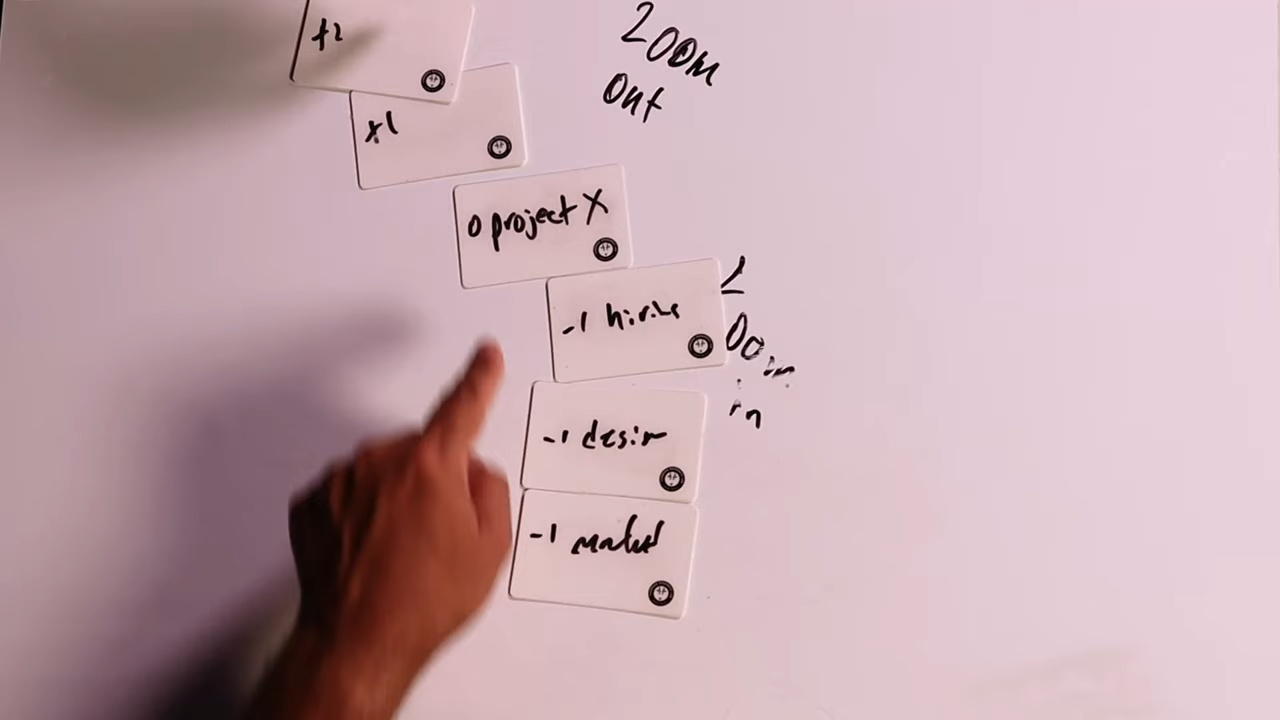 +2
zoom
out
+1
0 project X
-1 hiring
zoom
in
-1 design
-1 market